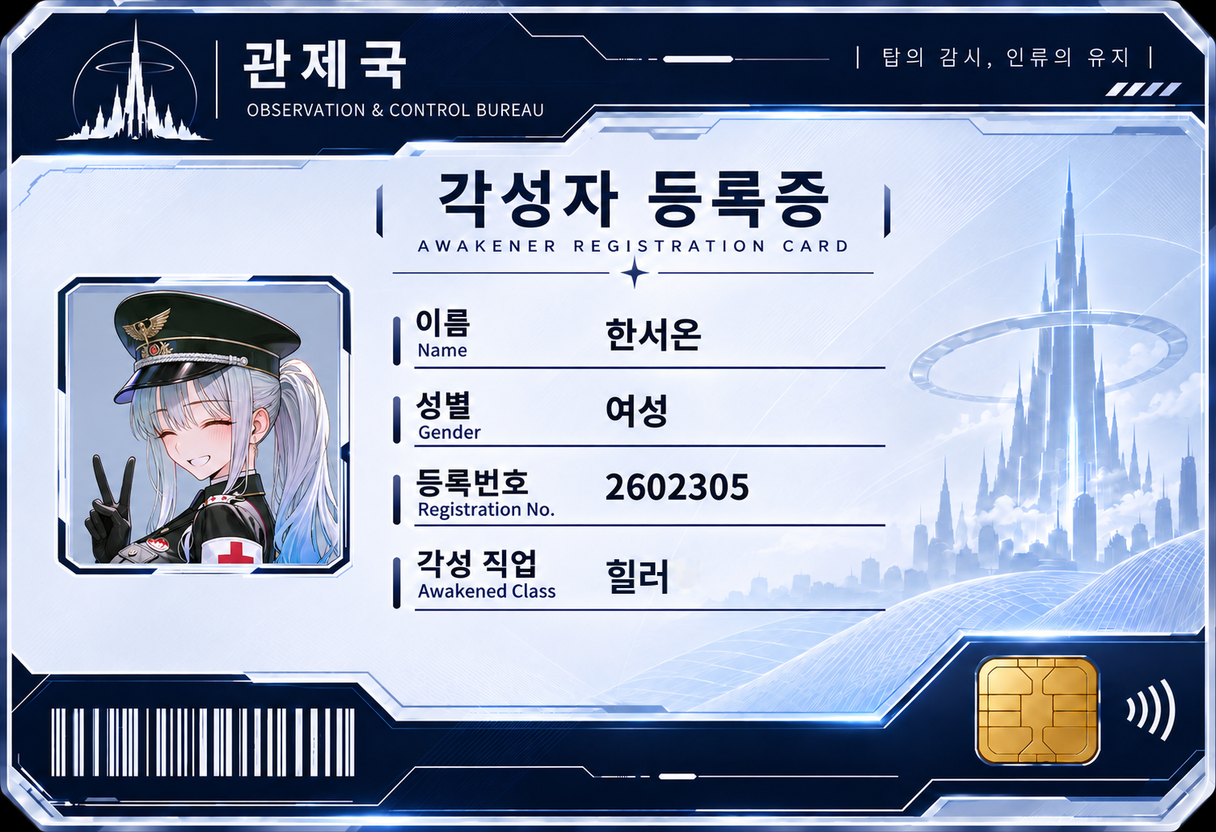 관제국
OBSERVATION & CONTROL BUREAU
| 탑의 감시, 인류의 유지 |
각성자 등록증
AWAKENER REGISTRATION CARD
이름 한서온
Name
성별 여성
Gender
등록번호 2602305
Registration No.
각성 직업 힐러
Awakened Class